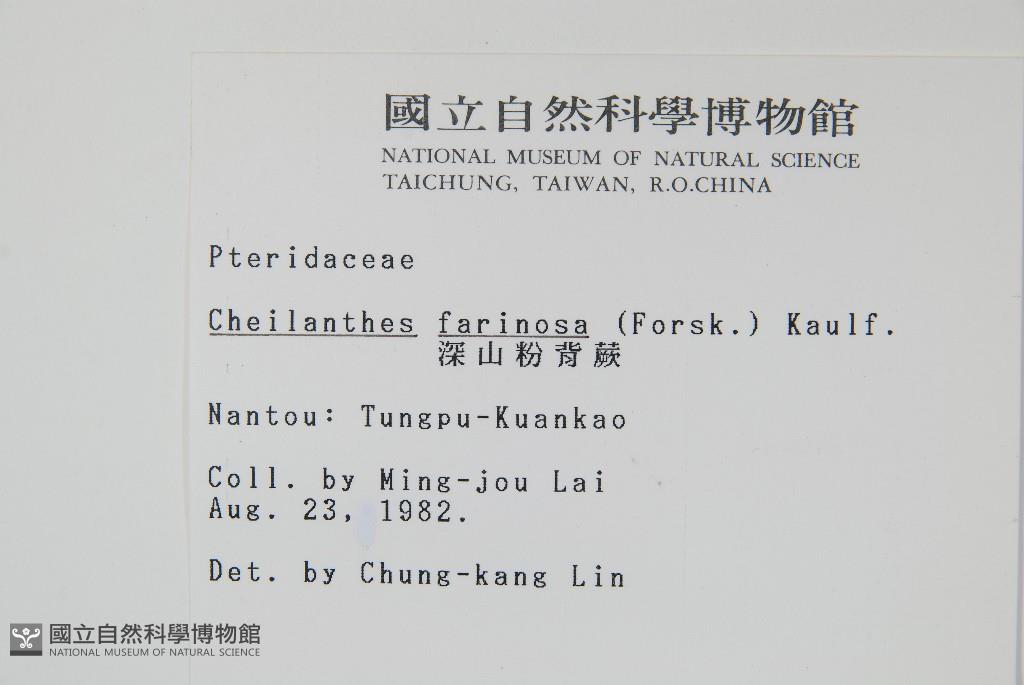 國立自然科學博物館
NATIONAL MUSEUM OF NATURAL SCIENCE
TAICHUNG, TAIWAN, R.O.CHINA
Pteridaceae
Cheilanthes farinosa (Forsk.) Kaulf.
深山粉背蕨
Nantou: Tungpu-Kuankao
Coll. by Ming-jou Lai
Aug. 23, 1982.
Det. by Chung-kang Lin
國立自然科學博物館
NATIONAL MUSEUM OF NATURAL SCIENCE